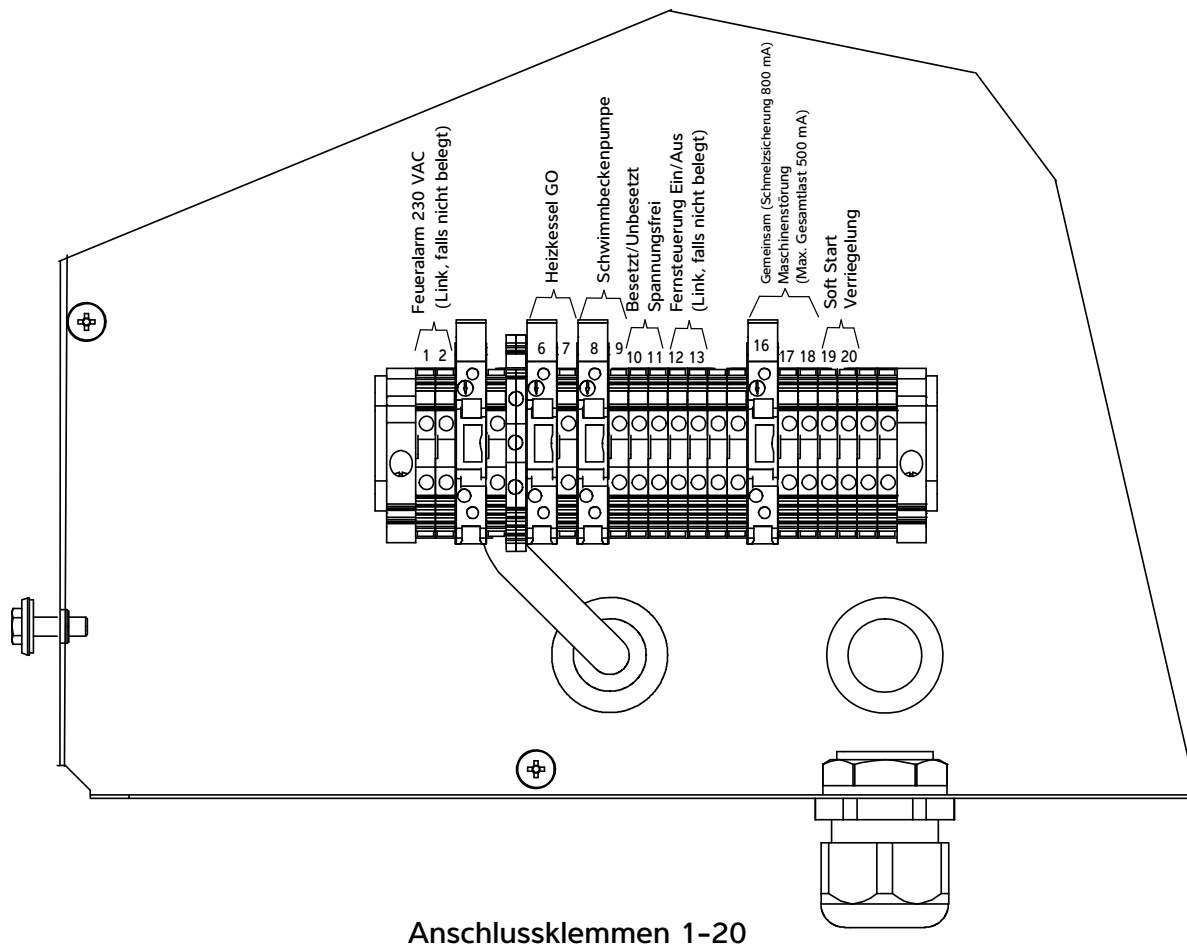 Feueralarm 230 VAC
(Link, falls nicht belegt)
Heizkessel GO
Schwimmbeckenpumpe
Besetzt/Unbesetzt
Spannungsfrei
Fernsteuerung Ein/Aus
(Link, falls nicht belegt)
Gemeinsam (Schmelzsicherung 800 mA)
Maschinenstörung
(Max. Gesamtlast 500 mA)
Soft Start
Verriegelung
1 2 6 7 8 9 10 11 12 13 16 17 18 19 20
Anschlussklemmen 1-20